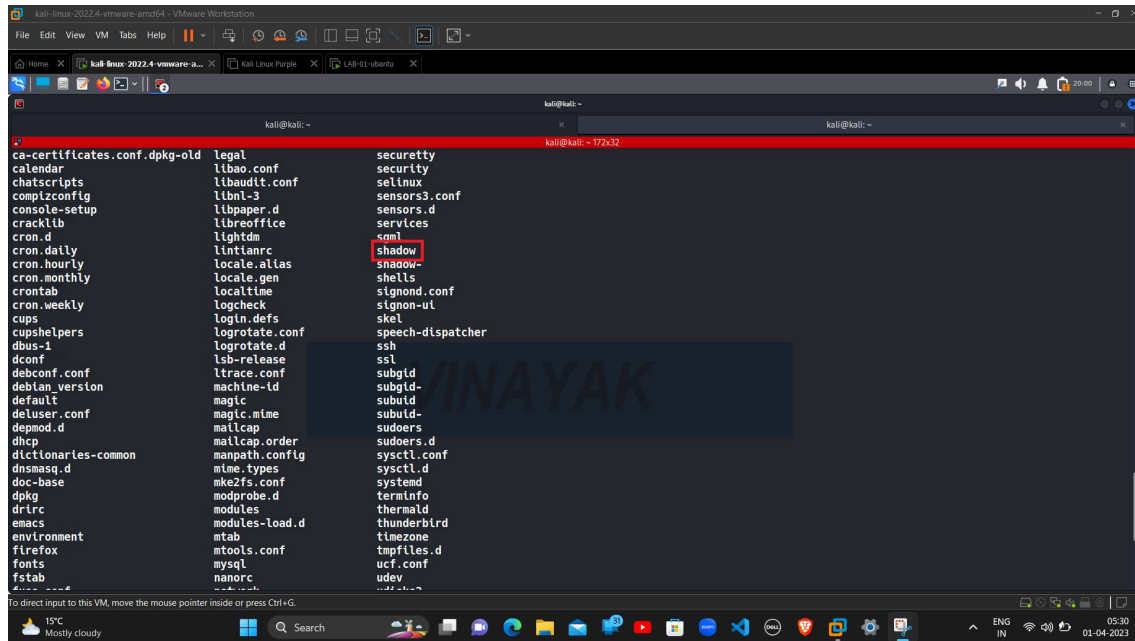 kali-linux-2022.4-vmware-amd64 - VMware Workstation
File Edit View VM Tabs Help
Home kali-linux-2022.4-vmware-a... Kali Linux Purple LAB-01-ubantu
20:00
kali@kali: ~
kali@kali: ~ kali@kali: ~
kali@kali: ~ 172x32
ca-certificates.conf.dpkg-old legal securetty
calendar libao.conf security
chatscripts libaudit.conf selinux
compizconfig libnl-3 sensors3.conf
console-setup libpaper.d sensors.d
cracklib libreoffice services
cron.d lightdm sgml
cron.daily lintianrc shadow
cron.hourly locale.alias shadow-
cron.monthly locale.gen shells
crontab localtime signond.conf
cron.weekly logcheck signon-ui
cups login.defs skel
cupshelpers logrotate.conf speech-dispatcher
dbus-1 logrotate.d ssh
dconf lsb-release ssl
debconf.conf ltrace.conf subgid
debian_version machine-id subgid-
default magic subuid
deluser.conf magic.mime subuid-
depmod.d mailcap sudoers
dhcp mailcap.order sudoers.d
dictionaries-common manpath.config sysctl.conf
dnsmasq.d mime.types sysctl.d
doc-base mke2fs.conf systemd
dpkg modprobe.d terminfo
drirc modules thermald
emacs modules-load.d thunderbird
environment mtab timezone
firefox mtools.conf tmpfiles.d
fonts mysql ucf.conf
fstab nanorc udev
VINAYAK
To direct input to this VM, move the mouse pointer inside or press Ctrl+G.
15°C
Mostly cloudy
Search
31
zoom
DELL
ENG
IN
05:30
01-04-2023